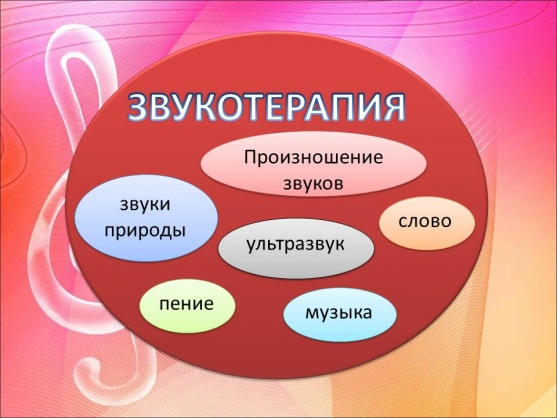 ЗВУКОТЕРАПИЯ
Произношение
звуков
звуки
природы
слово
ультразвук
пение
музыка